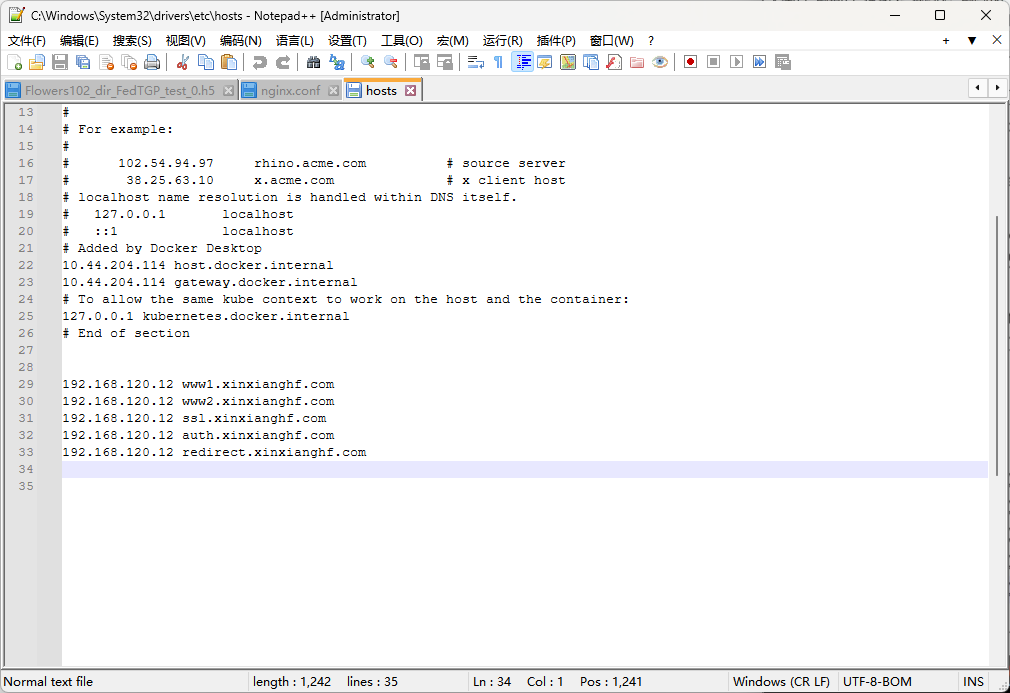 C:\Windows\System32\drivers\etc\hosts - Notepad++ [Administrator]
文件(F) 编辑(E) 搜索(S) 视图(V) 编码(N) 语言(L) 设置(T) 工具(O) 宏(M) 运行(R) 插件(P) 窗口(W) ?
Flowers102_dir_FedTGP_test_0.h5 nginx.conf hosts
13 #
14 # For example:
15 #
16 # 102.54.94.97 rhino.acme.com # source server
17 # 38.25.63.10 x.acme.com # x client host
18 # localhost name resolution is handled within DNS itself.
19 # 127.0.0.1 localhost
20 # ::1 localhost
21 # Added by Docker Desktop
22 10.44.204.114 host.docker.internal
23 10.44.204.114 gateway.docker.internal
24 # To allow the same kube context to work on the host and the container:
25 127.0.0.1 kubernetes.docker.internal
26 # End of section
27
28
29 192.168.120.12 www1.xinxianghf.com
30 192.168.120.12 www2.xinxianghf.com
31 192.168.120.12 ssl.xinxianghf.com
32 192.168.120.12 auth.xinxianghf.com
33 192.168.120.12 redirect.xinxianghf.com
34
35
Normal text file length : 1,242 lines : 35 Ln : 34 Col : 1 Pos : 1,241 Windows (CR LF) UTF-8-BOM INS